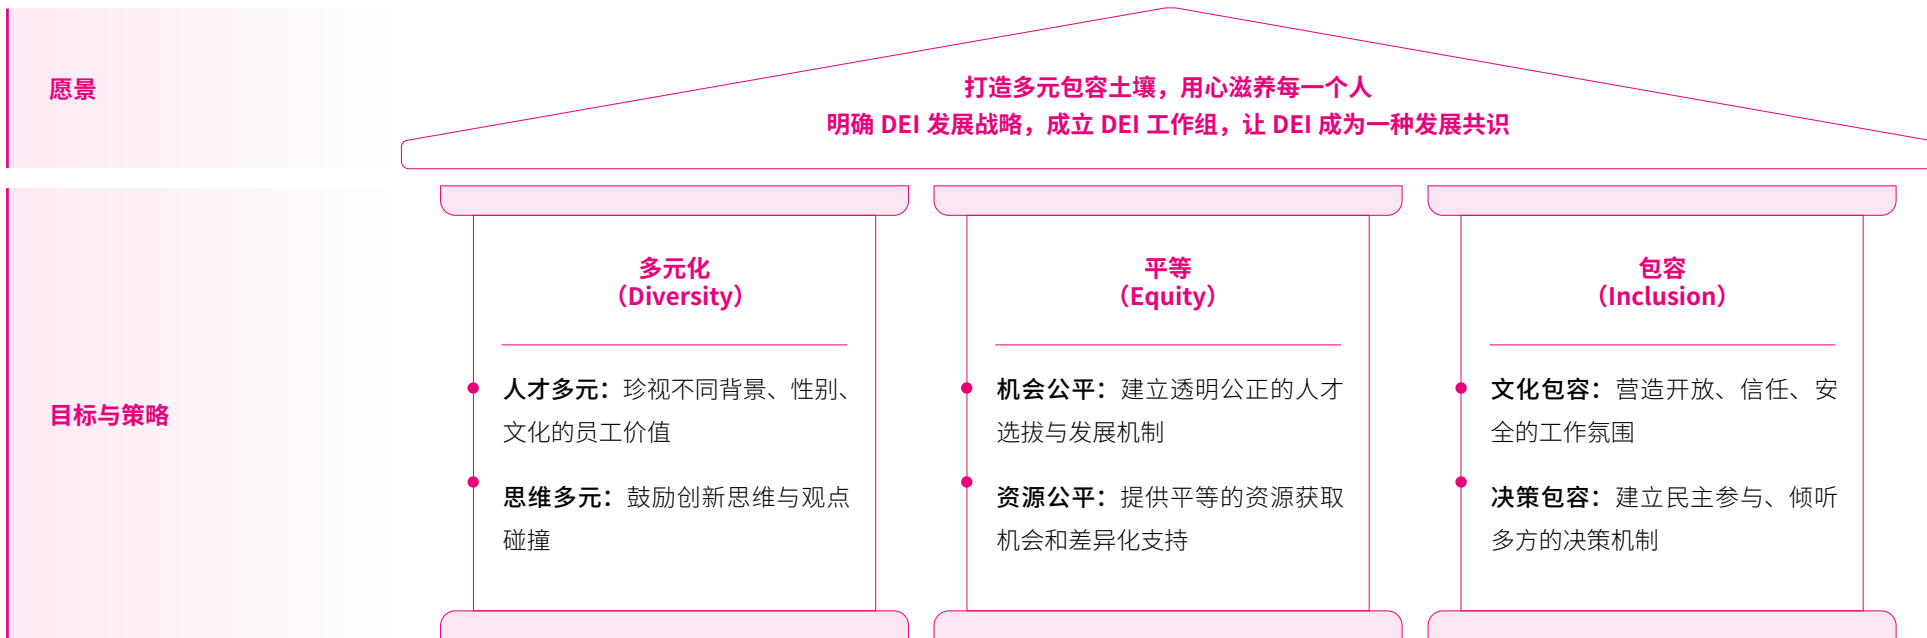 愿景
打造多元包容土壤，用心滋养每一个人
明确 DEI 发展战略，成立 DEI 工作组，让 DEI 成为一种发展共识
目标与策略
多元化
（Diversity）
人才多元：珍视不同背景、性别、
文化的员工价值
思维多元：鼓励创新思维与观点
碰撞
平等
（Equity）
机会公平：建立透明公正的人才
选拔与发展机制
资源公平：提供平等的资源获取
机会和差异化支持
包容
（Inclusion）
文化包容：营造开放、信任、安
全的工作氛围
决策包容：建立民主参与、倾听
多方的决策机制